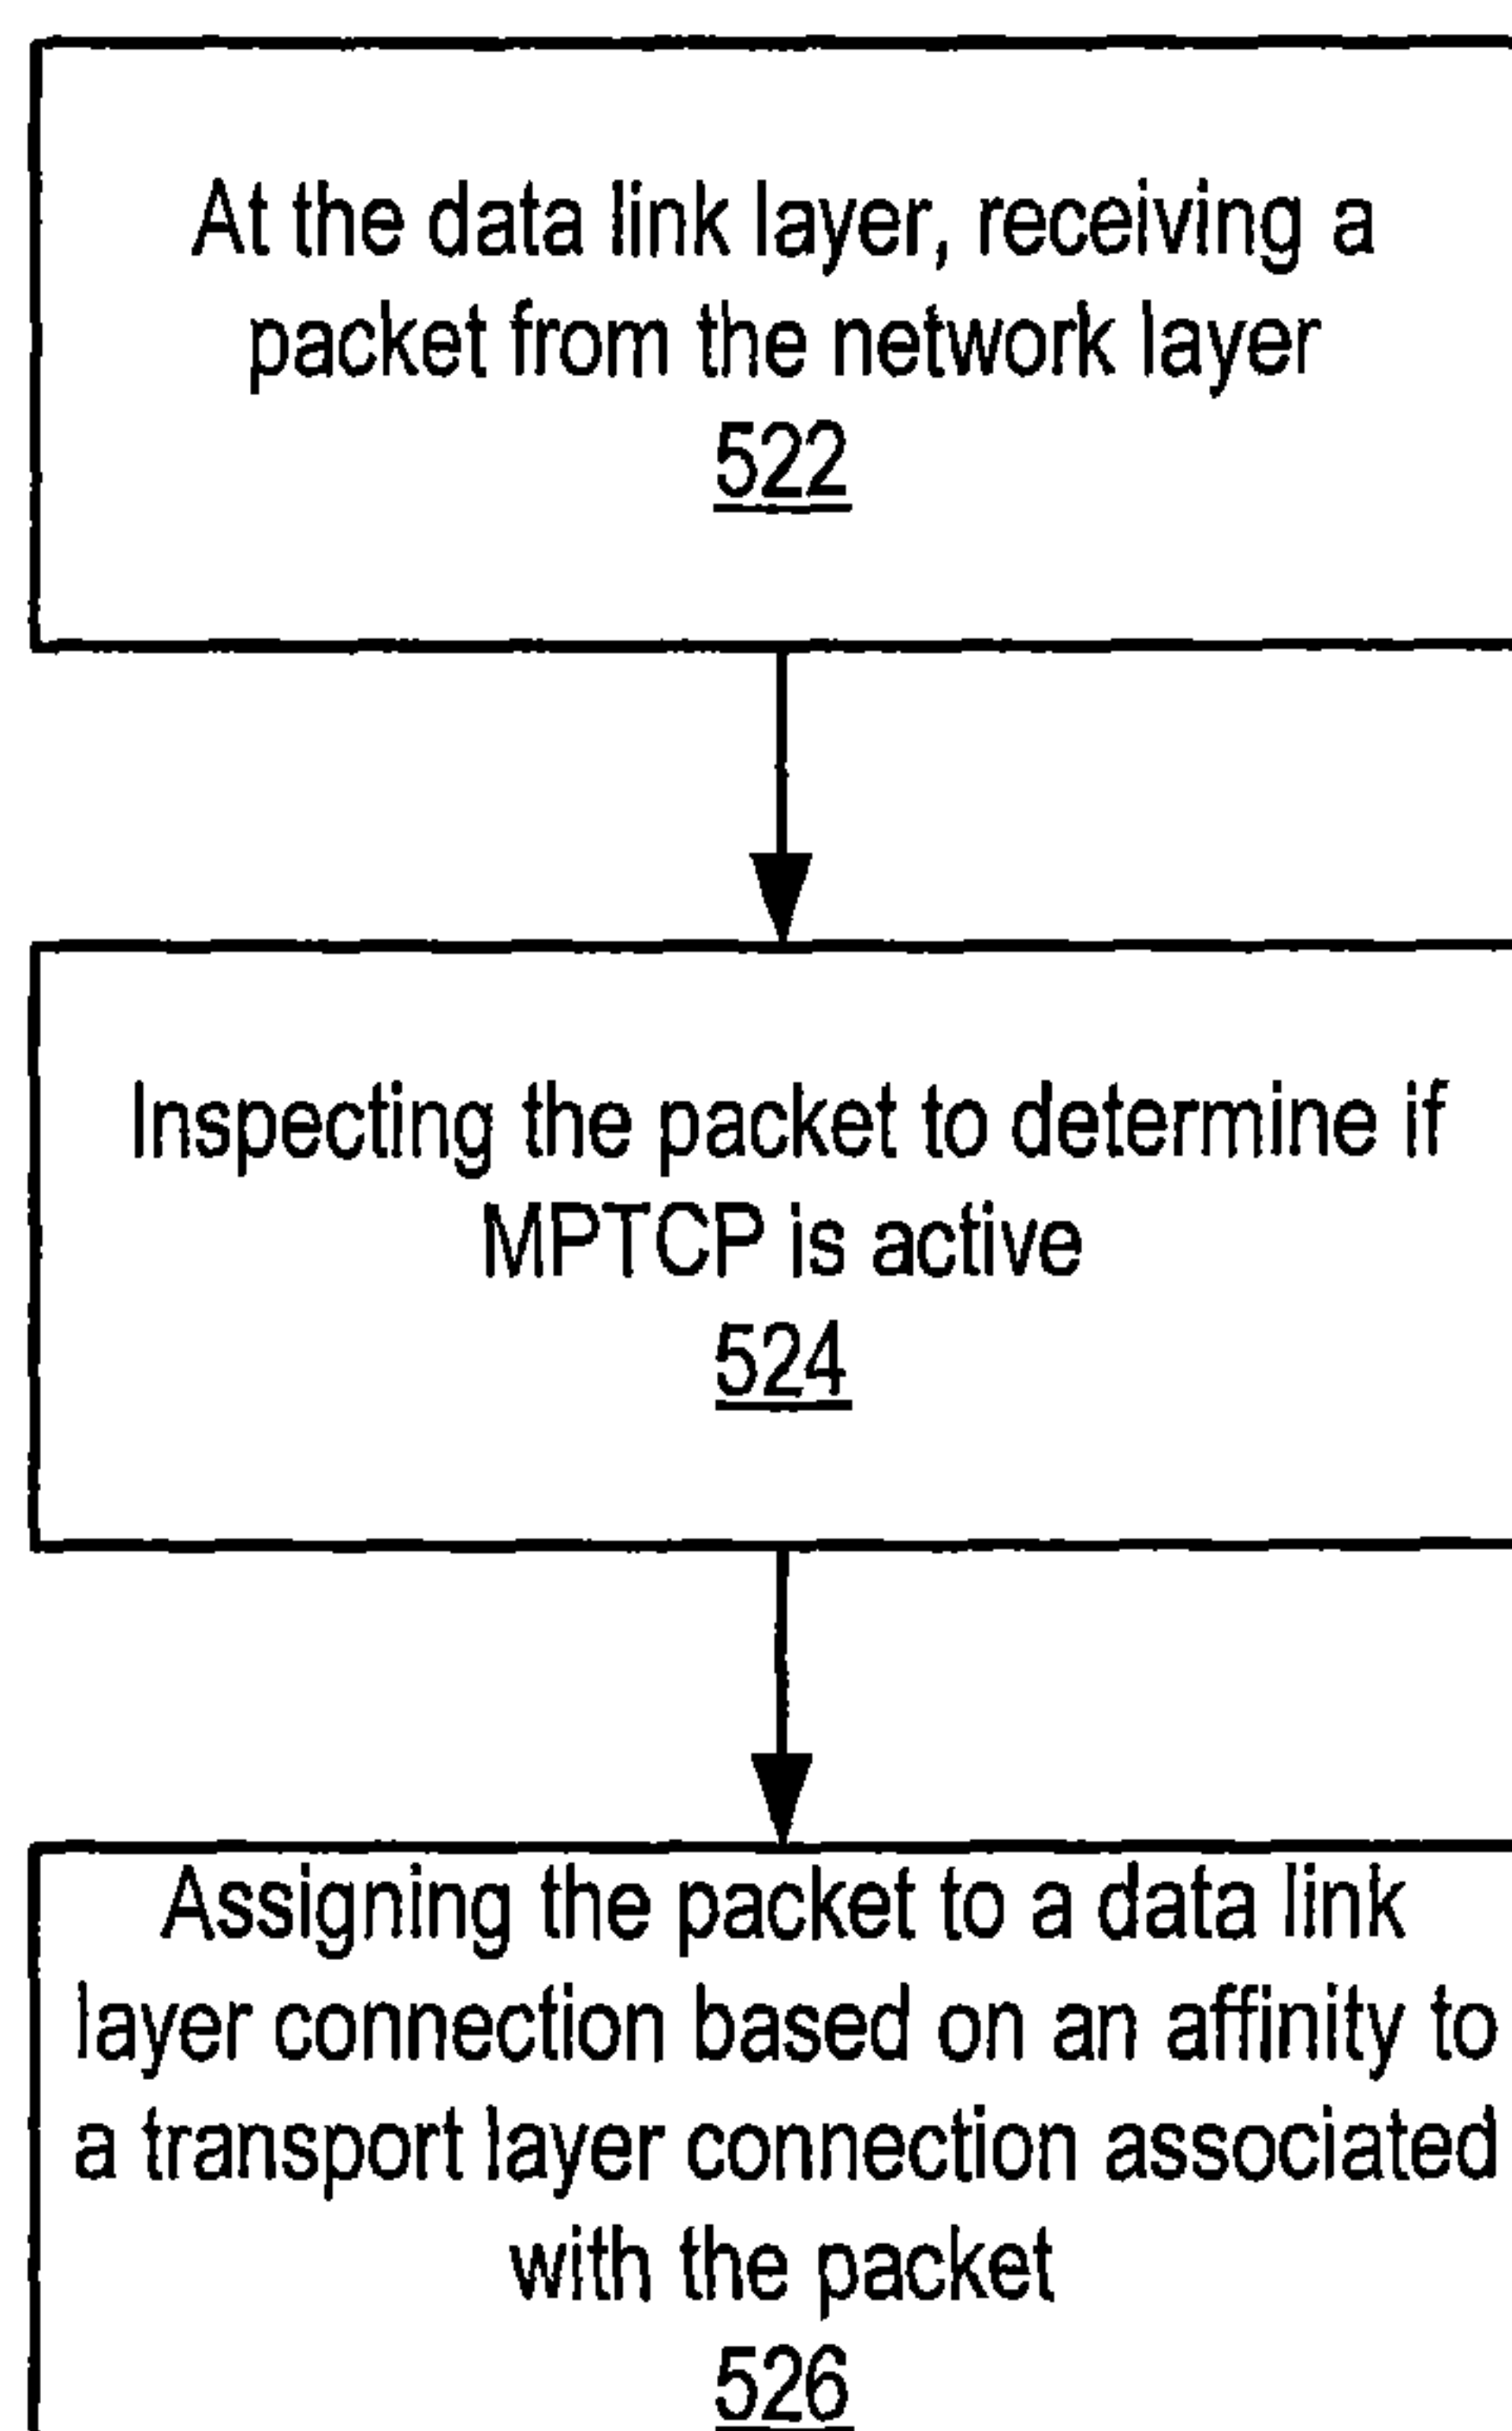 At the data link layer, receiving a
packet from the network layer
522
Inspecting the packet to determine if
MPTCP is active
524
Assigning the packet to a data link
layer connection based on an affinity to
a transport layer connection associated
with the packet
526